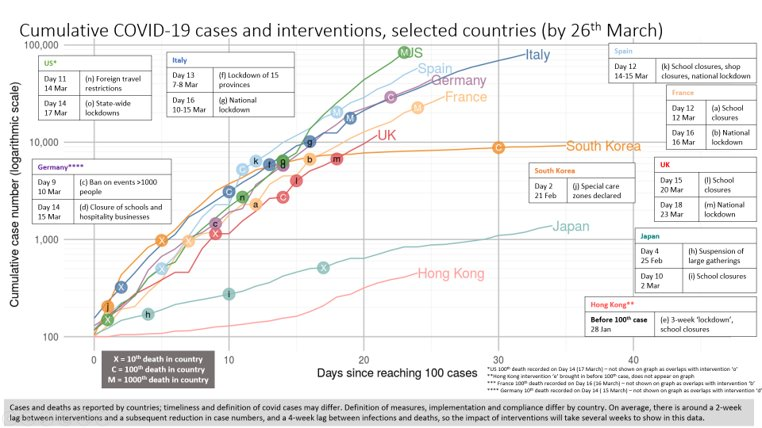 Cumulative COVID-19 cases and interventions, selected countries (by 26th March)
Cumulative case number (logarithmic scale)
100,000
10,000
1,000
100
0
10
20
30
40
Days since reaching 100 cases
US*
Day 11
14 Mar
(n) Foreign travel
restrictions
Day 14
17 Mar
(o) State-wide
lockdowns
Italy
Day 13
7-8 Mar
(f) Lockdown of 15
provinces
Day 16
10-15 Mar
(g) National
lockdown
Germany****
Day 9
10 Mar
(c) Ban on events >1000
people
Day 14
15 Mar
(d) Closure of schools and
hospitality businesses
Spain
Day 12
14-15 Mar
(k) School closures, shop
closures, national lockdown
France
Day 12
12 Mar
(a) School
closures
Day 16
16 Mar
(b) National
lockdown
South Korea
Day 2
21 Feb
(j) Special care
zones declared
UK
Day 15
20 Mar
(l) School
closures
Day 18
23 Mar
(m) National
lockdown
Japan
Day 4
25 Feb
(h) Suspension of
large gatherings
Day 10
2 Mar
(i) School closures
Hong Kong**
Before 100th case
28 Jan
(e) 3-week 'lockdown',
school closures
US
Italy
Spain
Germany
France
UK
South Korea
Japan
Hong Kong
M
C
M
M
M
M
C
g
k
C
f
o
b
m
C
C
n
l
C
a
c
X
X
X
X
X
X
X
j
X
h
i
X
X = 10th death in country
C = 100th death in country
M = 1000th death in country
*US 100th death recorded on Day 14 (17 March) – not shown on graph as overlaps with intervention 'o'
**Hong Kong intervention 'e' brought in before 100th case, does not appear on graph
*** France 100th death recorded on Day 16 (16 March) – not shown on graph as overlaps with intervention 'b'
**** Germany 10th death recorded on Day 14 ( 15 March) – not shown on graph as overlaps with intervention 'd'
Cases and deaths as reported by countries; timeliness and definition of covid cases may differ. Definition of measures, implementation and compliance differ by country. On average, there is around a 2-week
lag between interventions and a subsequent reduction in case numbers, and a 4-week lag between infections and deaths, so the impact of interventions will take several weeks to show in this data.